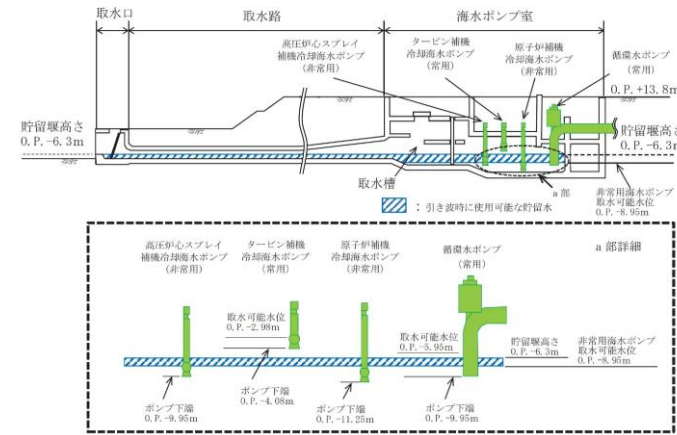 取水口
取水路
海水ポンプ室
高圧炉心スプレイ
補機冷却海水ポンプ
(非常用)
タービン補機
冷却海水ポンプ
(常用)
原子炉補機
冷却海水ポンプ
(非常用)
循環水ポンプ
(常用)
O.P.+13.8m
貯留堰高さ
O.P.-6.3m
貯留堰高さ
O.P.-6.3m
取水槽
a 部
非常用海水ポンプ
取水可能水位
O.P.-8.95m
：引き波時に使用可能な貯留水
高圧炉心スプレイ
補機冷却海水ポンプ
(非常用)
タービン補機
冷却海水ポンプ
(常用)
原子炉補機
冷却海水ポンプ
(非常用)
循環水ポンプ
(常用)
a 部詳細
取水可能水位
O.P.-2.98m
取水可能水位
O.P.-5.95m
貯留堰高さ
O.P.-6.3m
非常用海水ポンプ
取水可能水位
O.P.-8.95m
ポンプ下端
O.P.-9.95m
ポンプ下端
O.P.-4.08m
ポンプ下端
O.P.-11.25m
ポンプ下端
O.P.-9.95m